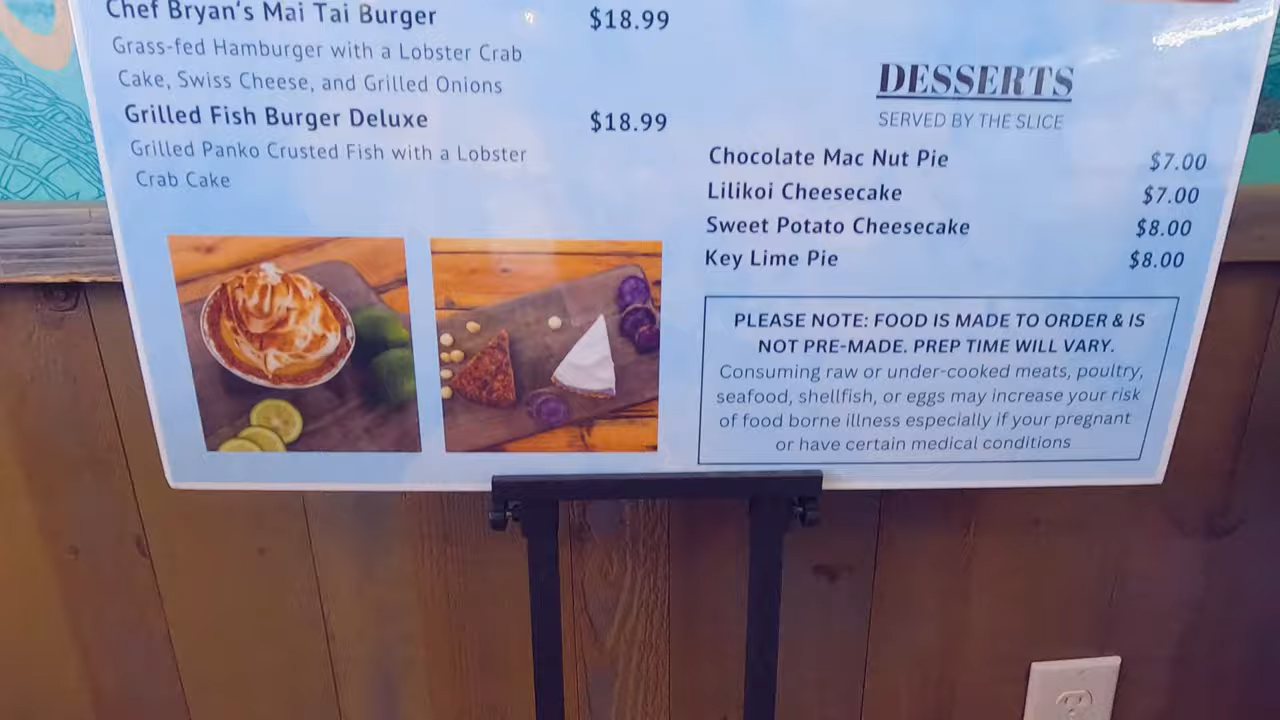 Chef Bryan's Mai Tai Burger $18.99
Grass-fed Hamburger with a Lobster Crab
Cake, Swiss Cheese, and Grilled Onions
Grilled Fish Burger Deluxe $18.99
Grilled Panko Crusted Fish with a Lobster
Crab Cake
DESSERTS
SERVED BY THE SLICE
Chocolate Mac Nut Pie $7.00
Lilikoi Cheesecake $7.00
Sweet Potato Cheesecake $8.00
Key Lime Pie $8.00
PLEASE NOTE: FOOD IS MADE TO ORDER & IS
NOT PRE-MADE. PREP TIME WILL VARY.
Consuming raw or under-cooked meats, poultry,
seafood, shellfish, or eggs may increase your risk
of food borne illness especially if your pregnant
or have certain medical conditions